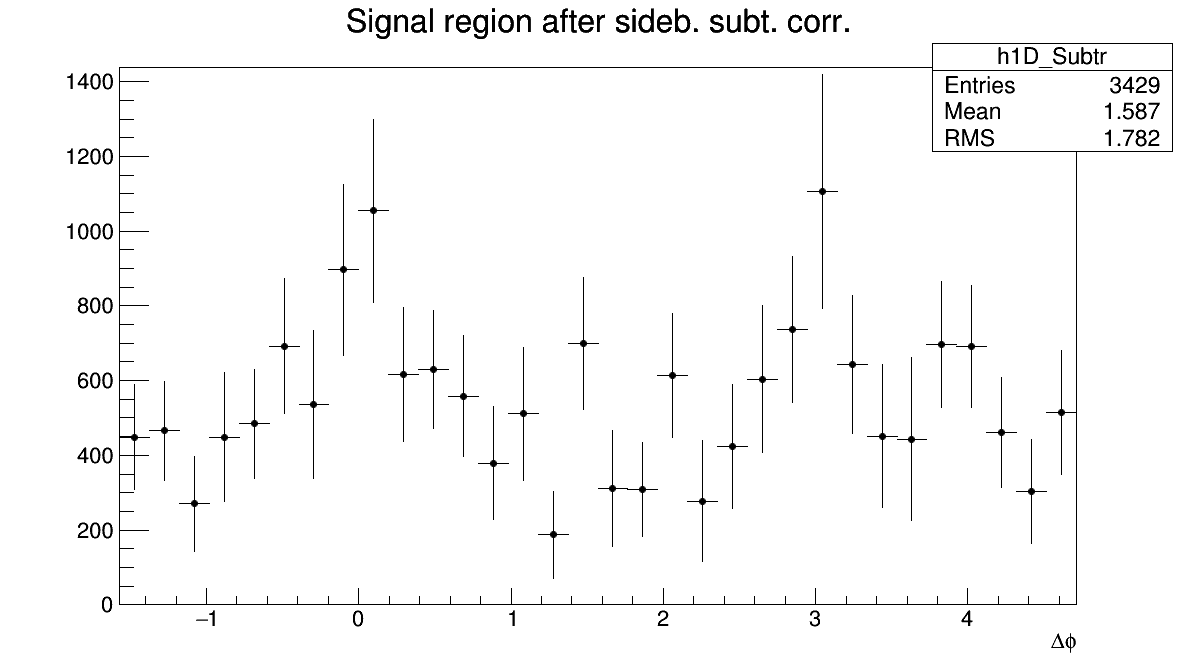 Signal region after sideb. subt. corr.
h1D_Subtr
Entries 3429
Mean 1.587
RMS 1.782
1400
1200
1000
800
600
400
200
0
−1 0 1 2 3 4
Δϕ